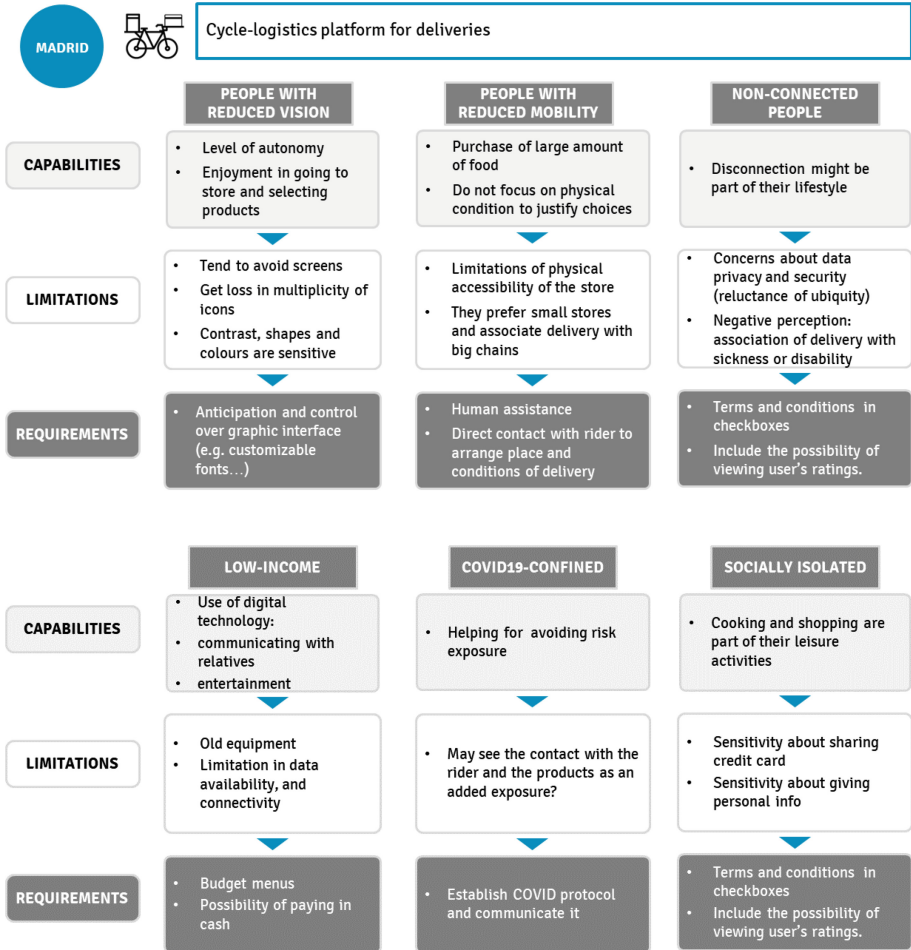 MADRID
Cycle-logistics platform for deliveries
PEOPLE WITH
REDUCED VISION
PEOPLE WITH
REDUCED MOBILITY
NON-CONNECTED
PEOPLE
CAPABILITIES
• Level of autonomy
• Enjoyment in going to
store and selecting
products
• Purchase of large amount
of food
• Do not focus on physical
condition to justify choices
• Disconnection might be
part of their lifestyle
LIMITATIONS
• Tend to avoid screens
• Get loss in multiplicity of
icons
• Contrast, shapes and
colours are sensitive
• Limitations of physical
accessibility of the store
• They prefer small stores
and associate delivery with
big chains
• Concerns about data
privacy and security
(reluctance of ubiquity)
• Negative perception:
association of delivery with
sickness or disability
REQUIREMENTS
• Anticipation and control
over graphic interface
(e.g. customizable
fonts...)
• Human assistance
• Direct contact with rider to
arrange place and
conditions of delivery
• Terms and conditions in
checkboxes
• Include the possibility of
viewing user's ratings.
LOW-INCOME
COVID19-CONFINED
SOCIALLY ISOLATED
CAPABILITIES
• Use of digital
technology:
• communicating with
relatives
• entertainment
• Helping for avoiding risk
exposure
• Cooking and shopping are
part of their leisure
activities
LIMITATIONS
• Old equipment
• Limitation in data
availability, and
connectivity
• May see the contact with the
rider and the products as an
added exposure?
• Sensitivity about sharing
credit card
• Sensitivity about giving
personal info
REQUIREMENTS
• Budget menus
• Possibility of paying in
cash
• Establish COVID protocol
and communicate it
• Terms and conditions in
checkboxes
• Include the possibility of
viewing user's ratings.